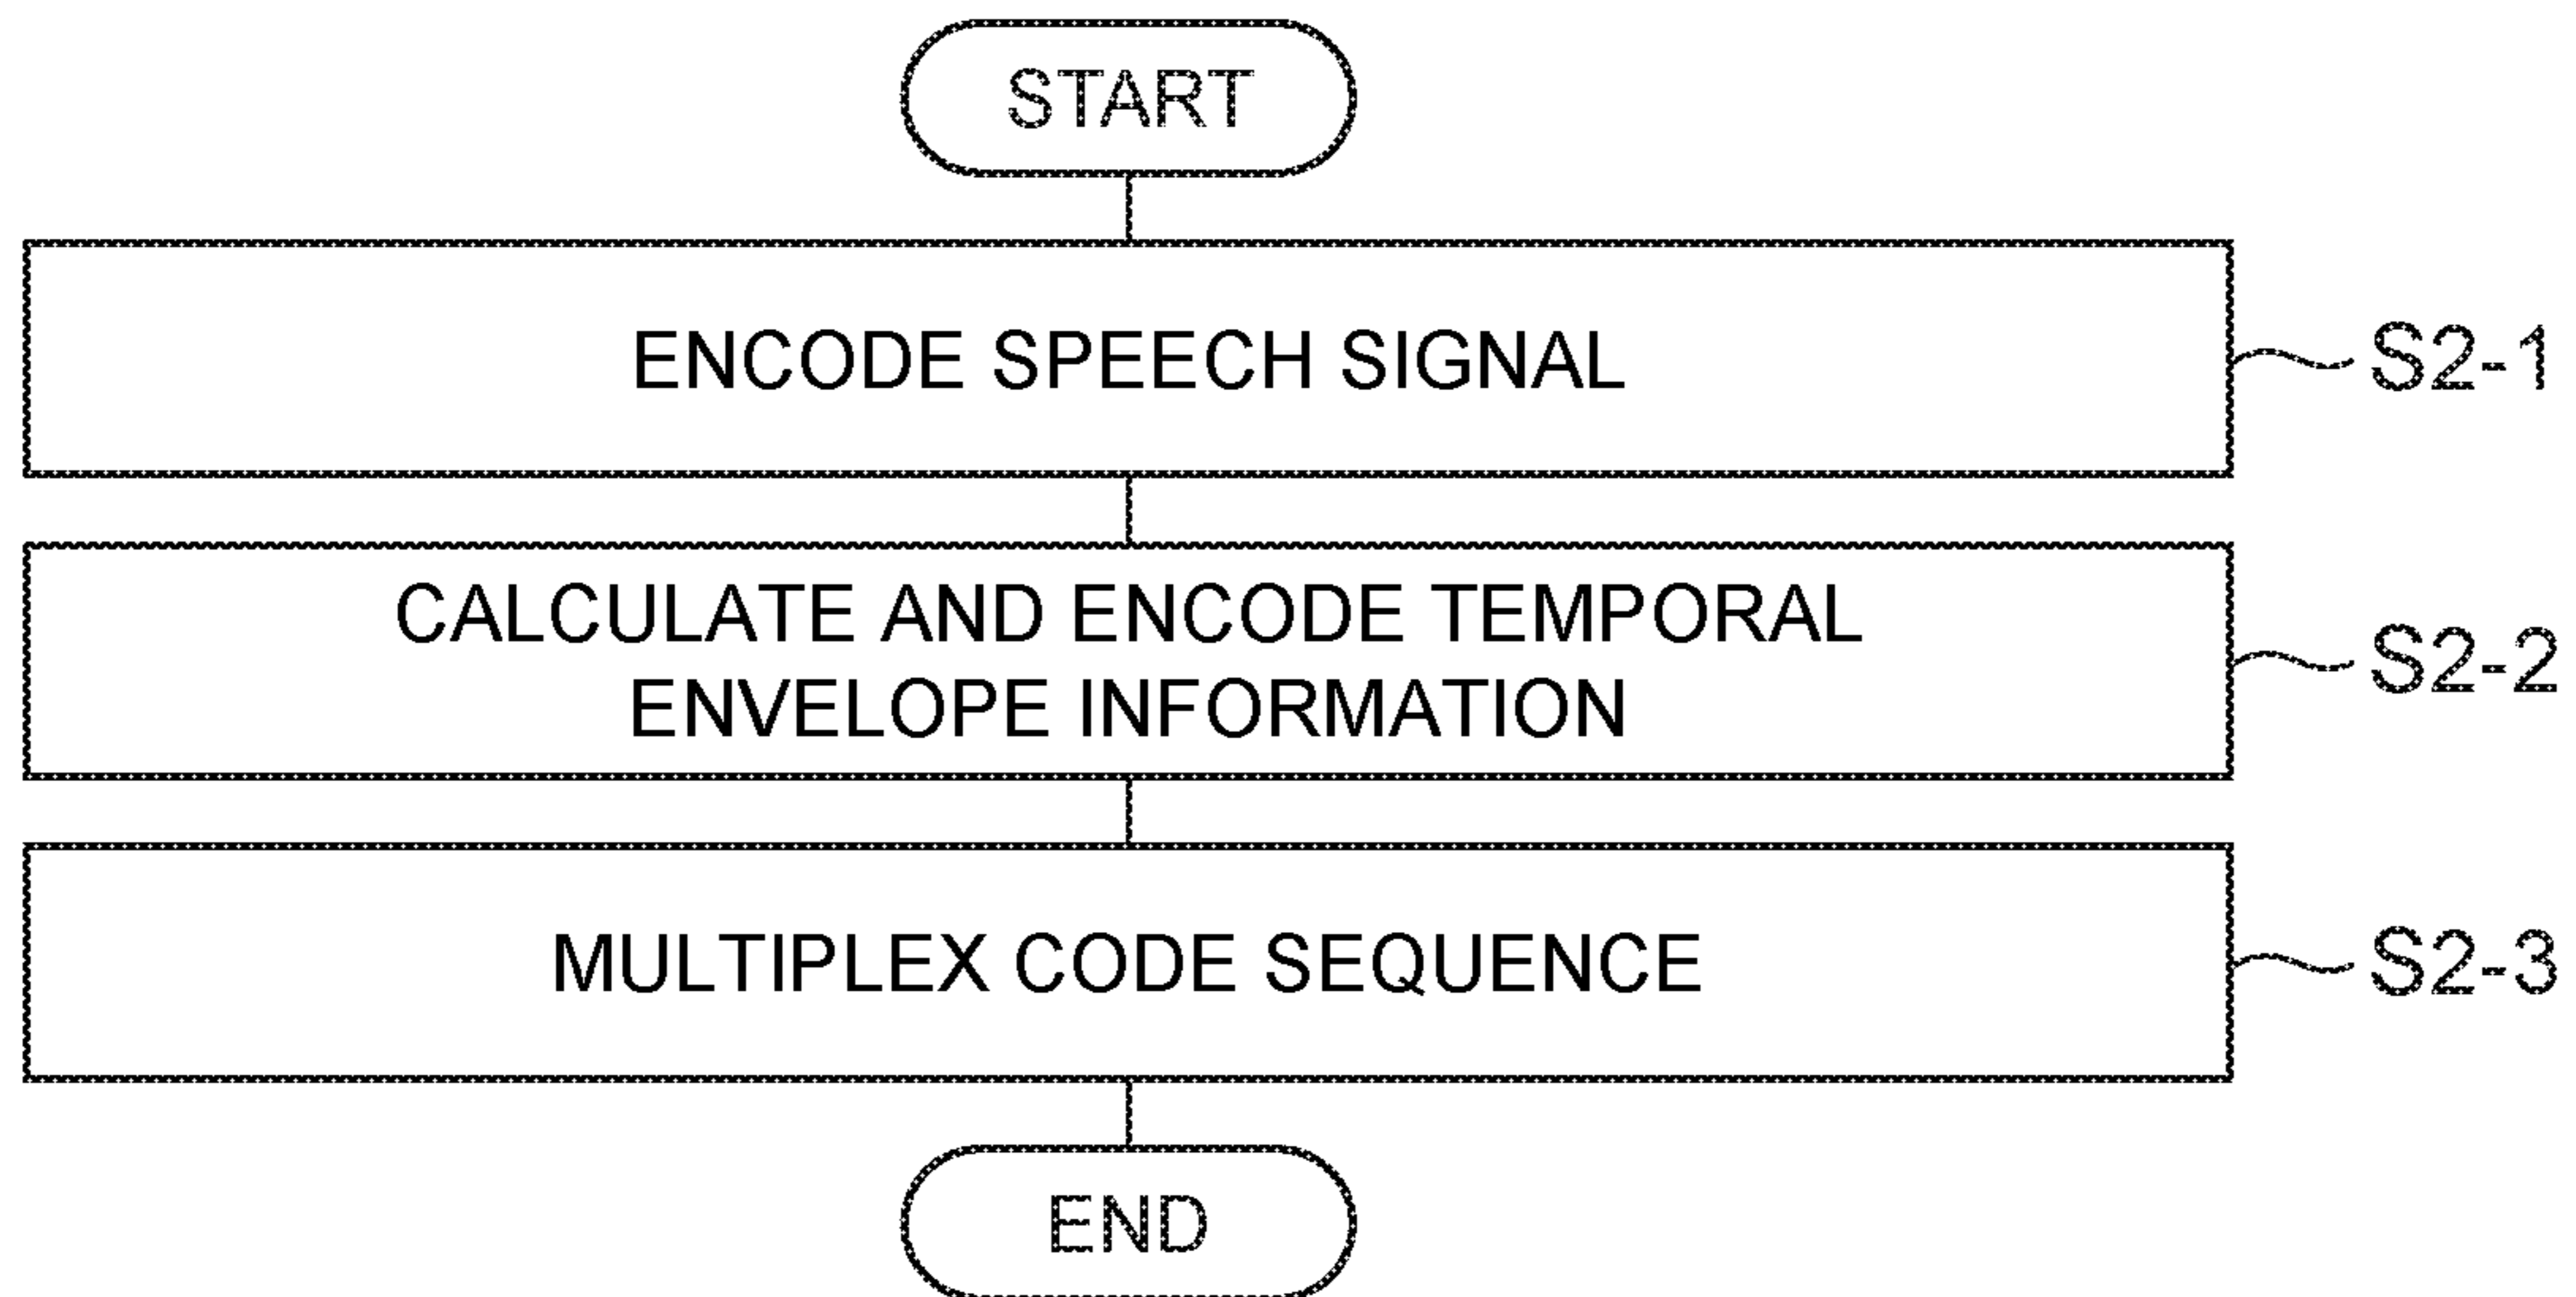 START
ENCODE SPEECH SIGNAL
S2-1
CALCULATE AND ENCODE TEMPORAL
ENVELOPE INFORMATION
S2-2
MULTIPLEX CODE SEQUENCE
S2-3
END